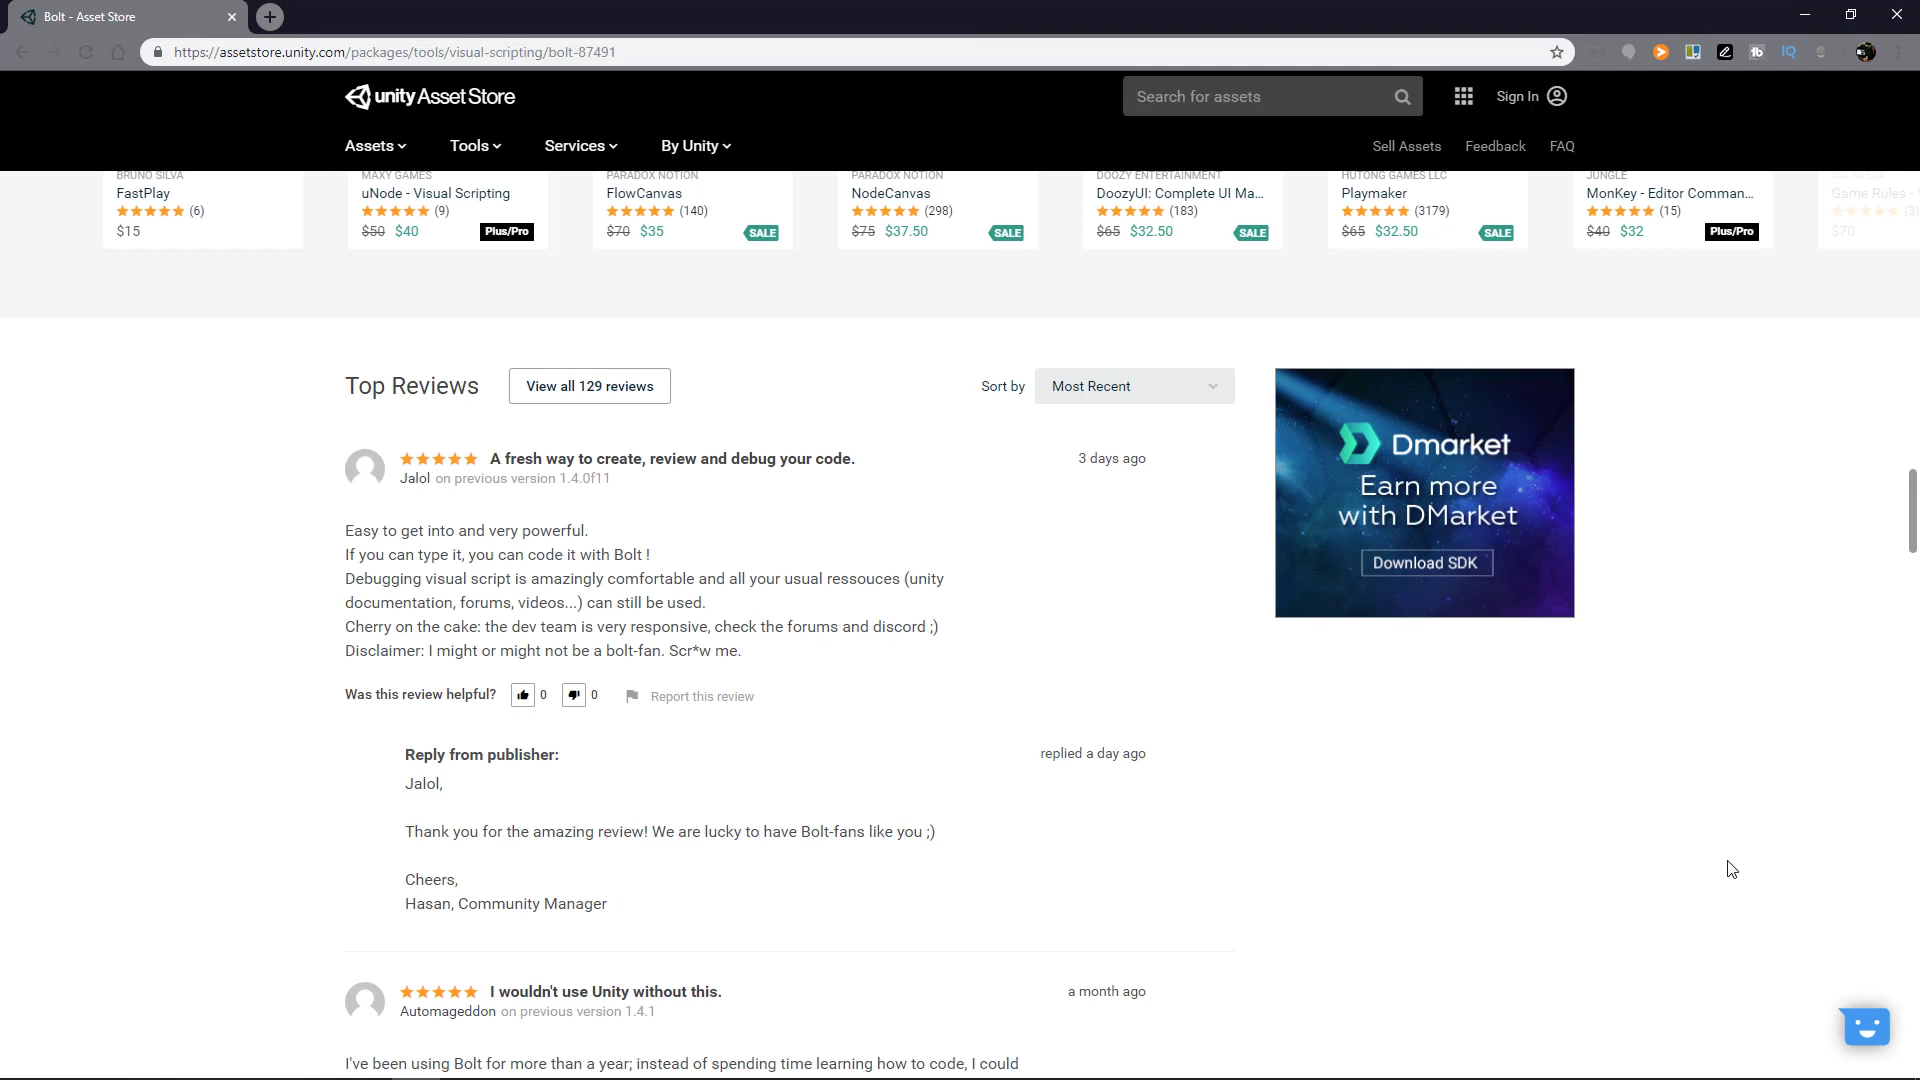 Bolt - Asset Store
https://assetstore.unity.com/packages/tools/visual-scripting/bolt-87491
unity Asset Store
Search for assets
Sign In
Assets
Tools
Services
By Unity
Sell Assets
Feedback
FAQ
BRUNO SILVA
FastPlay
(6)
$15
MAXY GAMES
uNode - Visual Scripting
(9)
$50 $40
Plus/Pro
PARADOX NOTION
FlowCanvas
(140)
$70 $35
SALE
PARADOX NOTION
NodeCanvas
(298)
$75 $37.50
SALE
DOOZY ENTERTAINMENT
DoozyUI: Complete UI Ma...
(183)
$65 $32.50
SALE
HUTONG GAMES LLC
Playmaker
(3179)
$65 $32.50
SALE
JUNGLE
MonKey - Editor Comman...
(15)
$40 $32
Plus/Pro
Game Rules -
(3)
$70
Top Reviews
View all 129 reviews
Sort by
Most Recent
A fresh way to create, review and debug your code.
3 days ago
Jalol on previous version 1.4.0f11
Easy to get into and very powerful.
If you can type it, you can code it with Bolt !
Debugging visual script is amazingly comfortable and all your usual ressouces (unity
documentation, forums, videos...) can still be used.
Cherry on the cake: the dev team is very responsive, check the forums and discord ;)
Disclaimer: I might or might not be a bolt-fan. Scr*w me.
Was this review helpful?
0
0
Report this review
Reply from publisher:
replied a day ago
Jalol,
Thank you for the amazing review! We are lucky to have Bolt-fans like you ;)
Cheers,
Hasan, Community Manager
I wouldn't use Unity without this.
a month ago
Automageddon on previous version 1.4.1
I've been using Bolt for more than a year; instead of spending time learning how to code, I could
Dmarket
Earn more
with DMarket
Download SDK